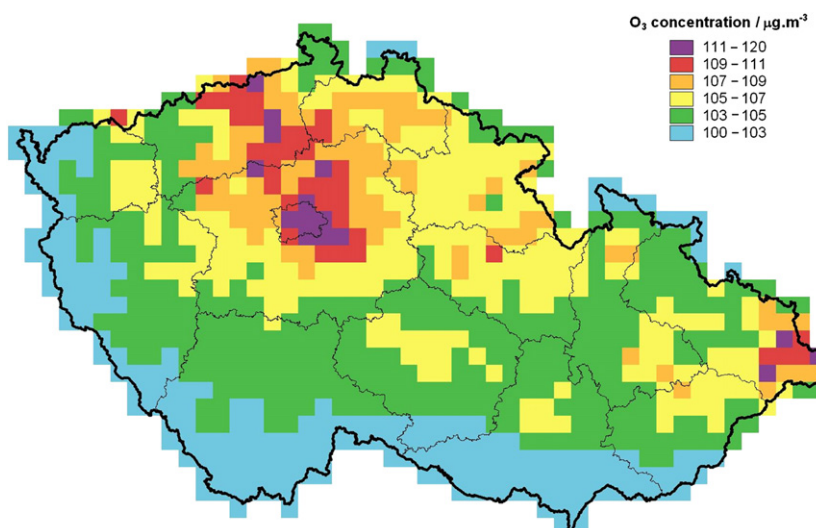 O₃ concentration / µg.m⁻³
111 – 120
109 – 111
107 – 109
105 – 107
103 – 105
100 – 103